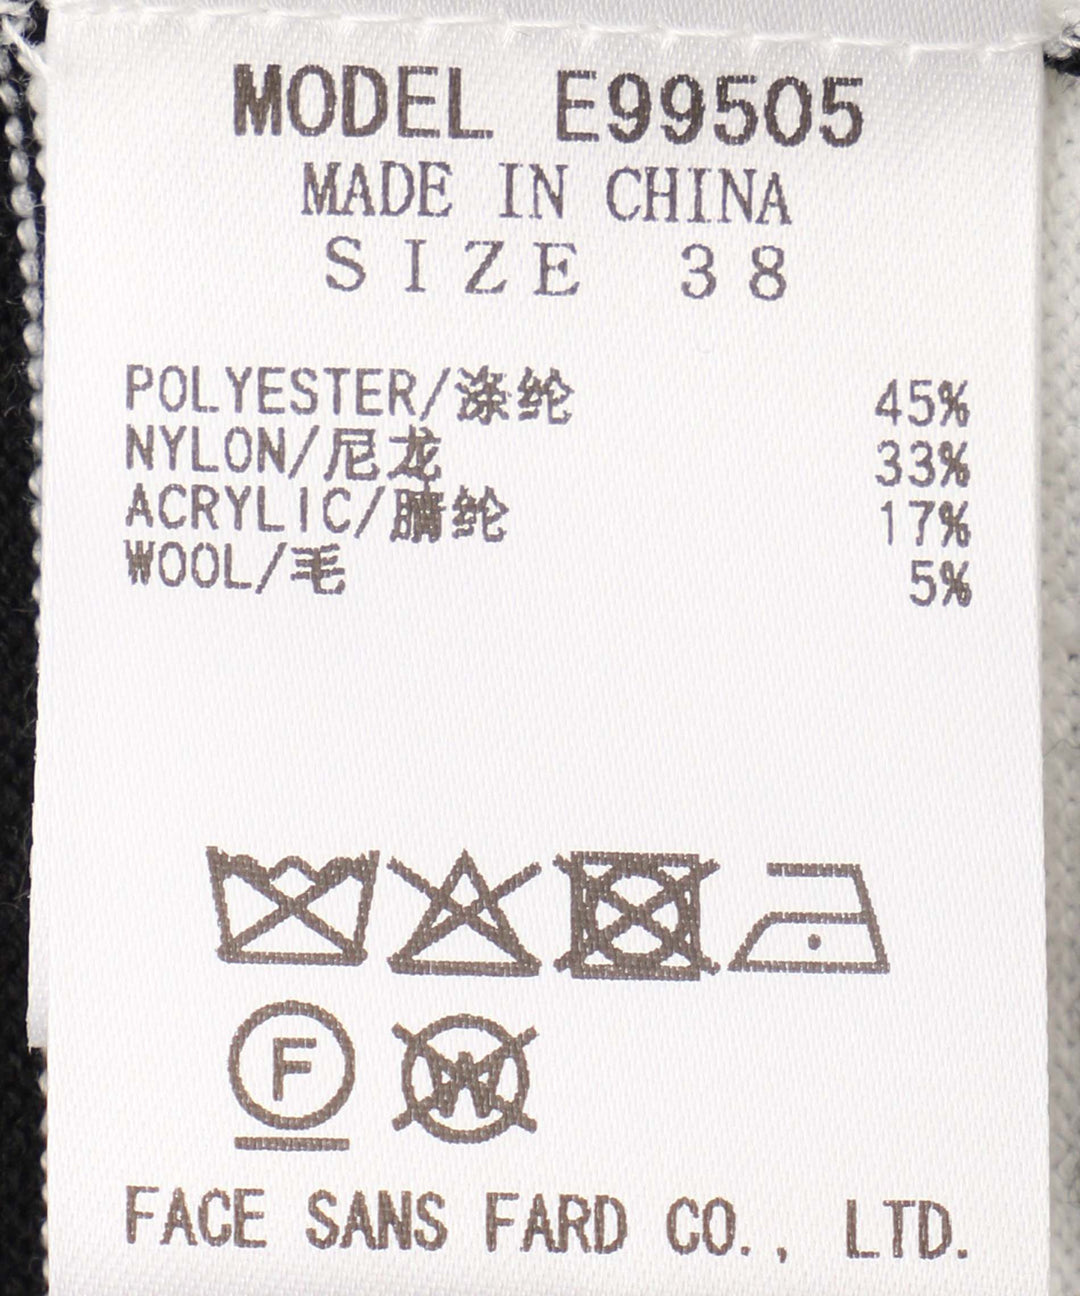 MODEL E99505
MADE IN CHINA
SIZE 38
POLYESTER/涤纶 45%
NYLON/尼龙 33%
ACRYLIC/腈纶 17%
WOOL/毛 5%
F W
FACE SANS FARD CO., LTD.